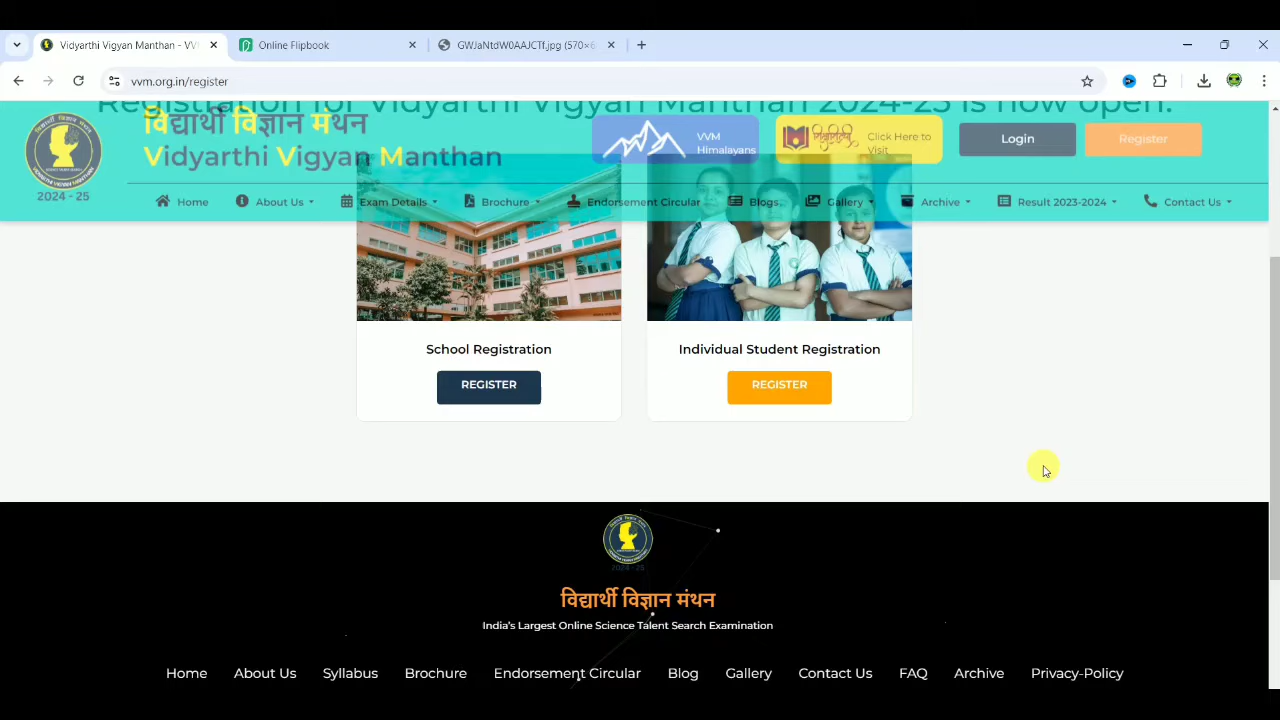 Vidyarthi Vigyan Manthan - VV
Online Flipbook
GWJaNtdW0AAJCTf.jpg (570×6
vvm.org.in/register
Registration for Vidyarthi Vigyan Manthan 2024-25 is now open.
विद्यार्थी विज्ञान मंथन
Vidyarthi Vigyan Manthan
VVM
Himalayans
Click Here to
Visit
Login
Register
2024 - 25
Home
About Us
Exam Details
Brochure
Endorsement Circular
Blogs
Gallery
Archive
Result 2023-2024
Contact Us
School Registration
Individual Student Registration
REGISTER
REGISTER
2024 - 25
विद्यार्थी विज्ञान मंथन
India's Largest Online Science Talent Search Examination
Home
About Us
Syllabus
Brochure
Endorsement Circular
Blog
Gallery
Contact Us
FAQ
Archive
Privacy-Policy